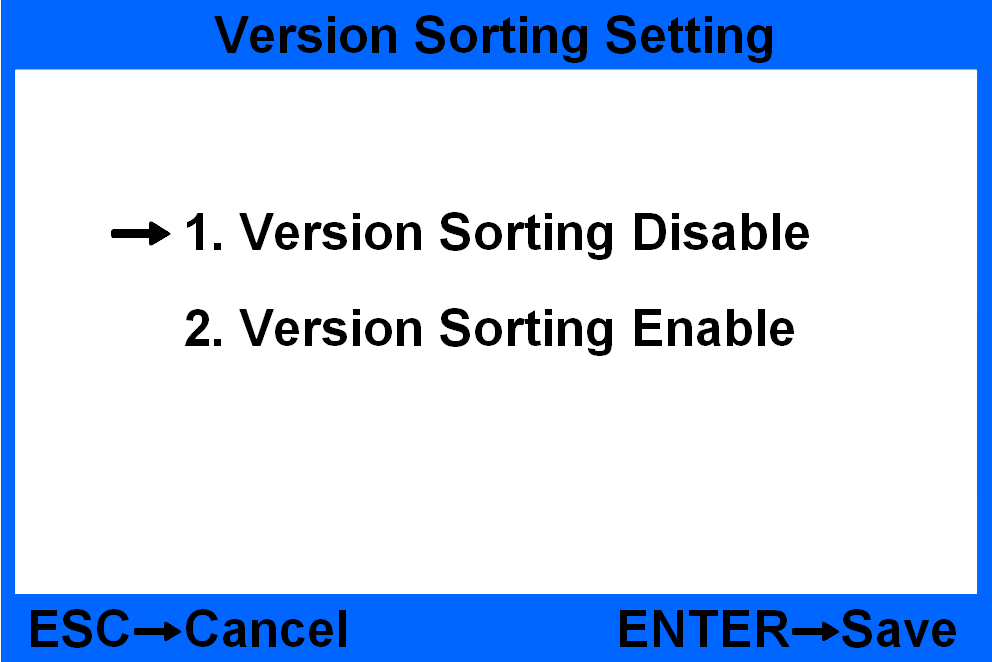 Version Sorting Setting
→ 1. Version Sorting Disable
2. Version Sorting Enable
ESC→Cancel ENTER→Save